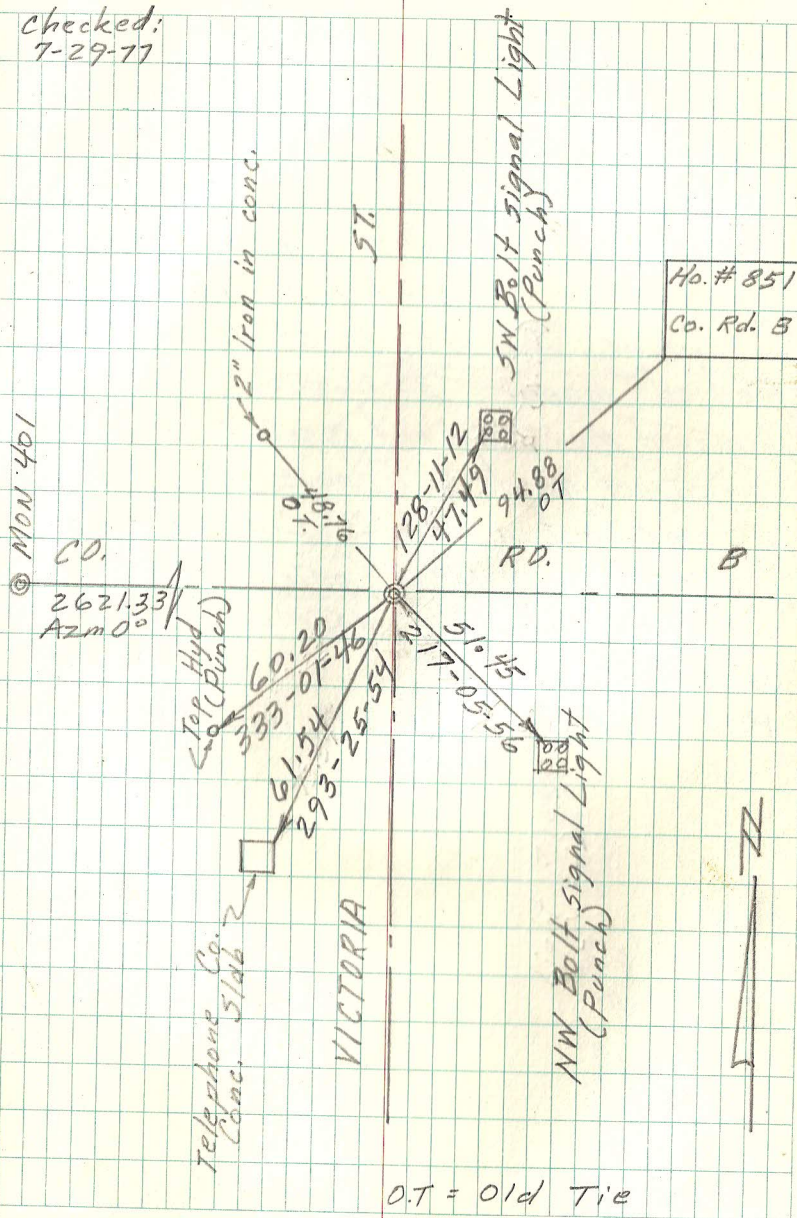 checked:
7-29-77
SW Bolt signal Light
(Punch)
2" Iron in conc.
ST.
Ho. # 851
Co. Rd. B
MON 401
CO.
2621.33
Azm 0°
128-11-12
47.49
94.88
OT
RD.
B
Top Hyd
(Punch)
60.20
333-01-46
61.54
293-25-54
51.45
217-05-56
NW Bolt signal Light
(Punch)
VICTORIA
Telephone Co.
Conc. Slab
N
O.T = Old Tie